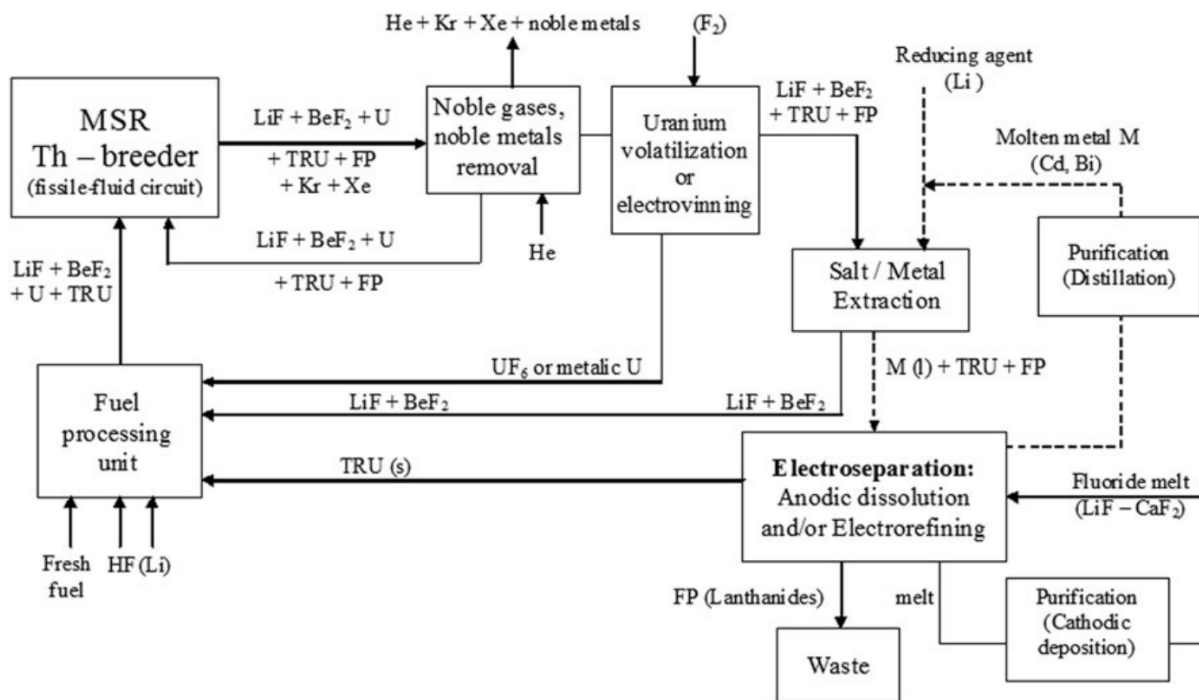 He + Kr + Xe + noble metals
(F₂)
Reducing agent
(Li )
MSR
Th – breeder
(fissile-fluid circuit)
LiF + BeF₂ + U
+ TRU + FP
+ Kr + Xe
Noble gases,
noble metals
removal
Uranium
volatilization
or
electrovinning
LiF + BeF₂
+ TRU + FP
Molten metal M
(Cd, Bi)
LiF + BeF₂ + U
+ TRU + FP
He
Salt / Metal
Extraction
Purification
(Distillation)
LiF + BeF₂
+ U + TRU
UF₆ or metalic U
M (l) + TRU + FP
Fuel
processing
unit
LiF + BeF₂
LiF + BeF₂
TRU (s)
Electroseparation:
Anodic dissolution
and/or Electrorefining
Fluoride melt
(LiF – CaF₂)
Fresh
fuel
HF (Li)
FP (Lanthanides)
melt
Purification
(Cathodic
deposition)
Waste